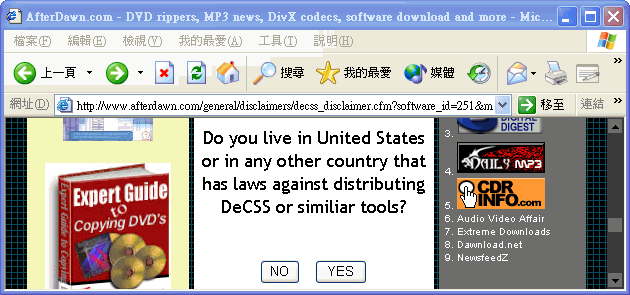 AfterDawn.com - DVD rippers, MP3 news, DivX codecs, software download and more - Mic...
檔案(F) 編輯(E) 檢視(V) 我的最愛(A) 工具(T) 說明(H)
上一頁 搜尋 我的最愛 媒體
網址(D) http://www.afterdawn.com/general/disclaimers/decss_disclaimer.cfm?software_id=251&m 移至 連結
Expert Guide
to
Copying DVD's
Expert Guide To Copying
Do you live in United States
or in any other country that
has laws against distributing
DeCSS or similiar tools?
NO YES
DIGITAL
DIGEST
3.
4. DAILY MP3
5. CDR
INFO.com
6. Audio Video Affair
7. Extreme Downloads
8. Dawnload.net
9. NewsfeedZ